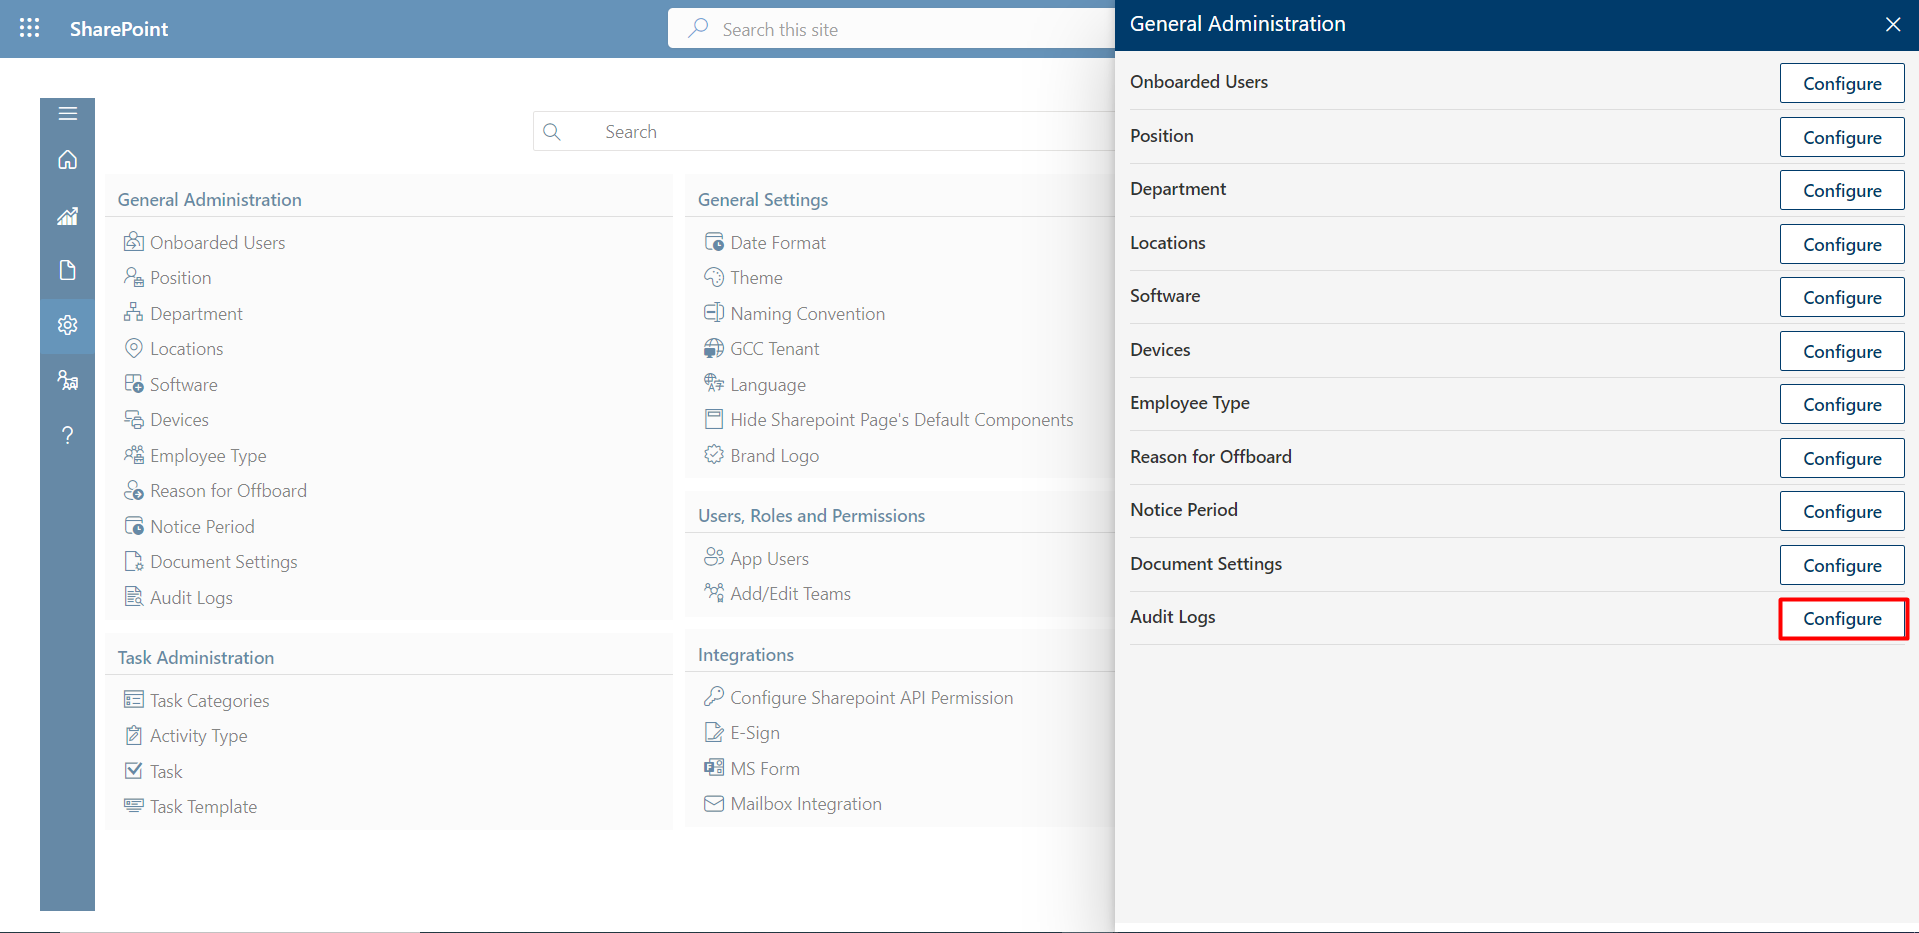 SharePoint
Search this site
Search
General Administration
Onboarded Users
Position
Department
Locations
Software
Devices
Employee Type
Reason for Offboard
Notice Period
Document Settings
Audit Logs
Task Administration
Task Categories
Activity Type
Task
Task Template
General Settings
Date Format
Theme
Naming Convention
GCC Tenant
Language
Hide Sharepoint Page's Default Components
Brand Logo
Users, Roles and Permissions
App Users
Add/Edit Teams
Integrations
Configure Sharepoint API Permission
E-Sign
MS Form
Mailbox Integration
General Administration
Onboarded Users Configure
Position Configure
Department Configure
Locations Configure
Software Configure
Devices Configure
Employee Type Configure
Reason for Offboard Configure
Notice Period Configure
Document Settings Configure
Audit Logs Configure